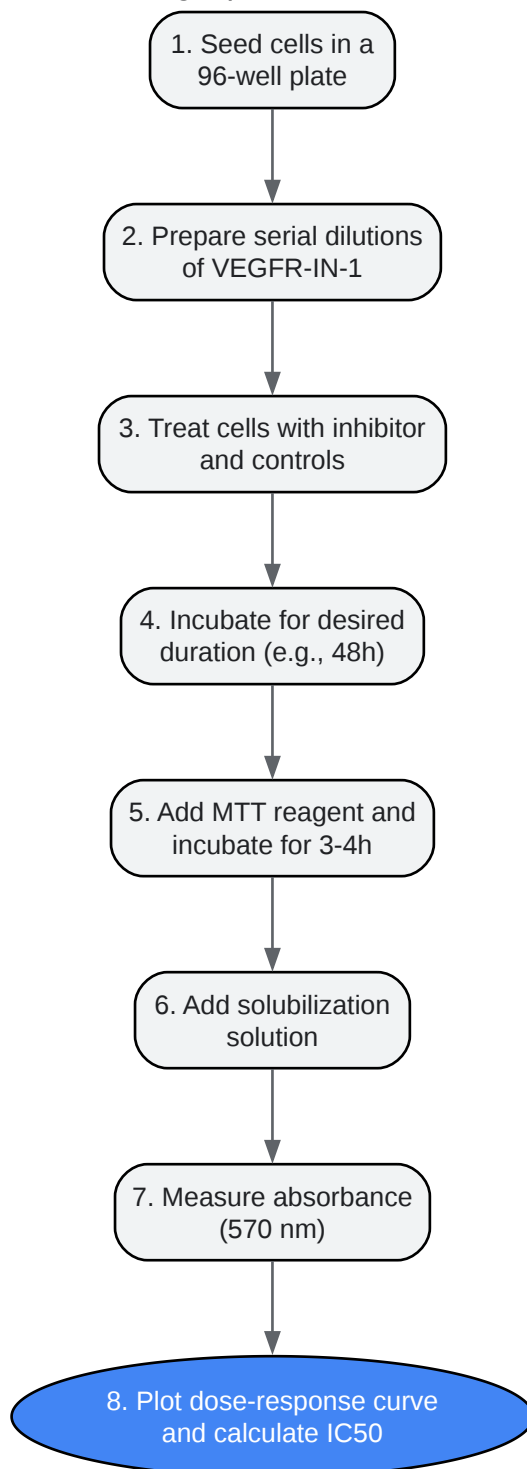 1. Seed cells in a
96-well plate
2. Prepare serial dilutions
of VEGFR-IN-1
3. Treat cells with inhibitor
and controls
4. Incubate for desired
duration (e.g., 48h)
5. Add MTT reagent and
incubate for 3-4h
6. Add solubilization
solution
7. Measure absorbance
(570 nm)
8. Plot dose-response curve
and calculate IC50